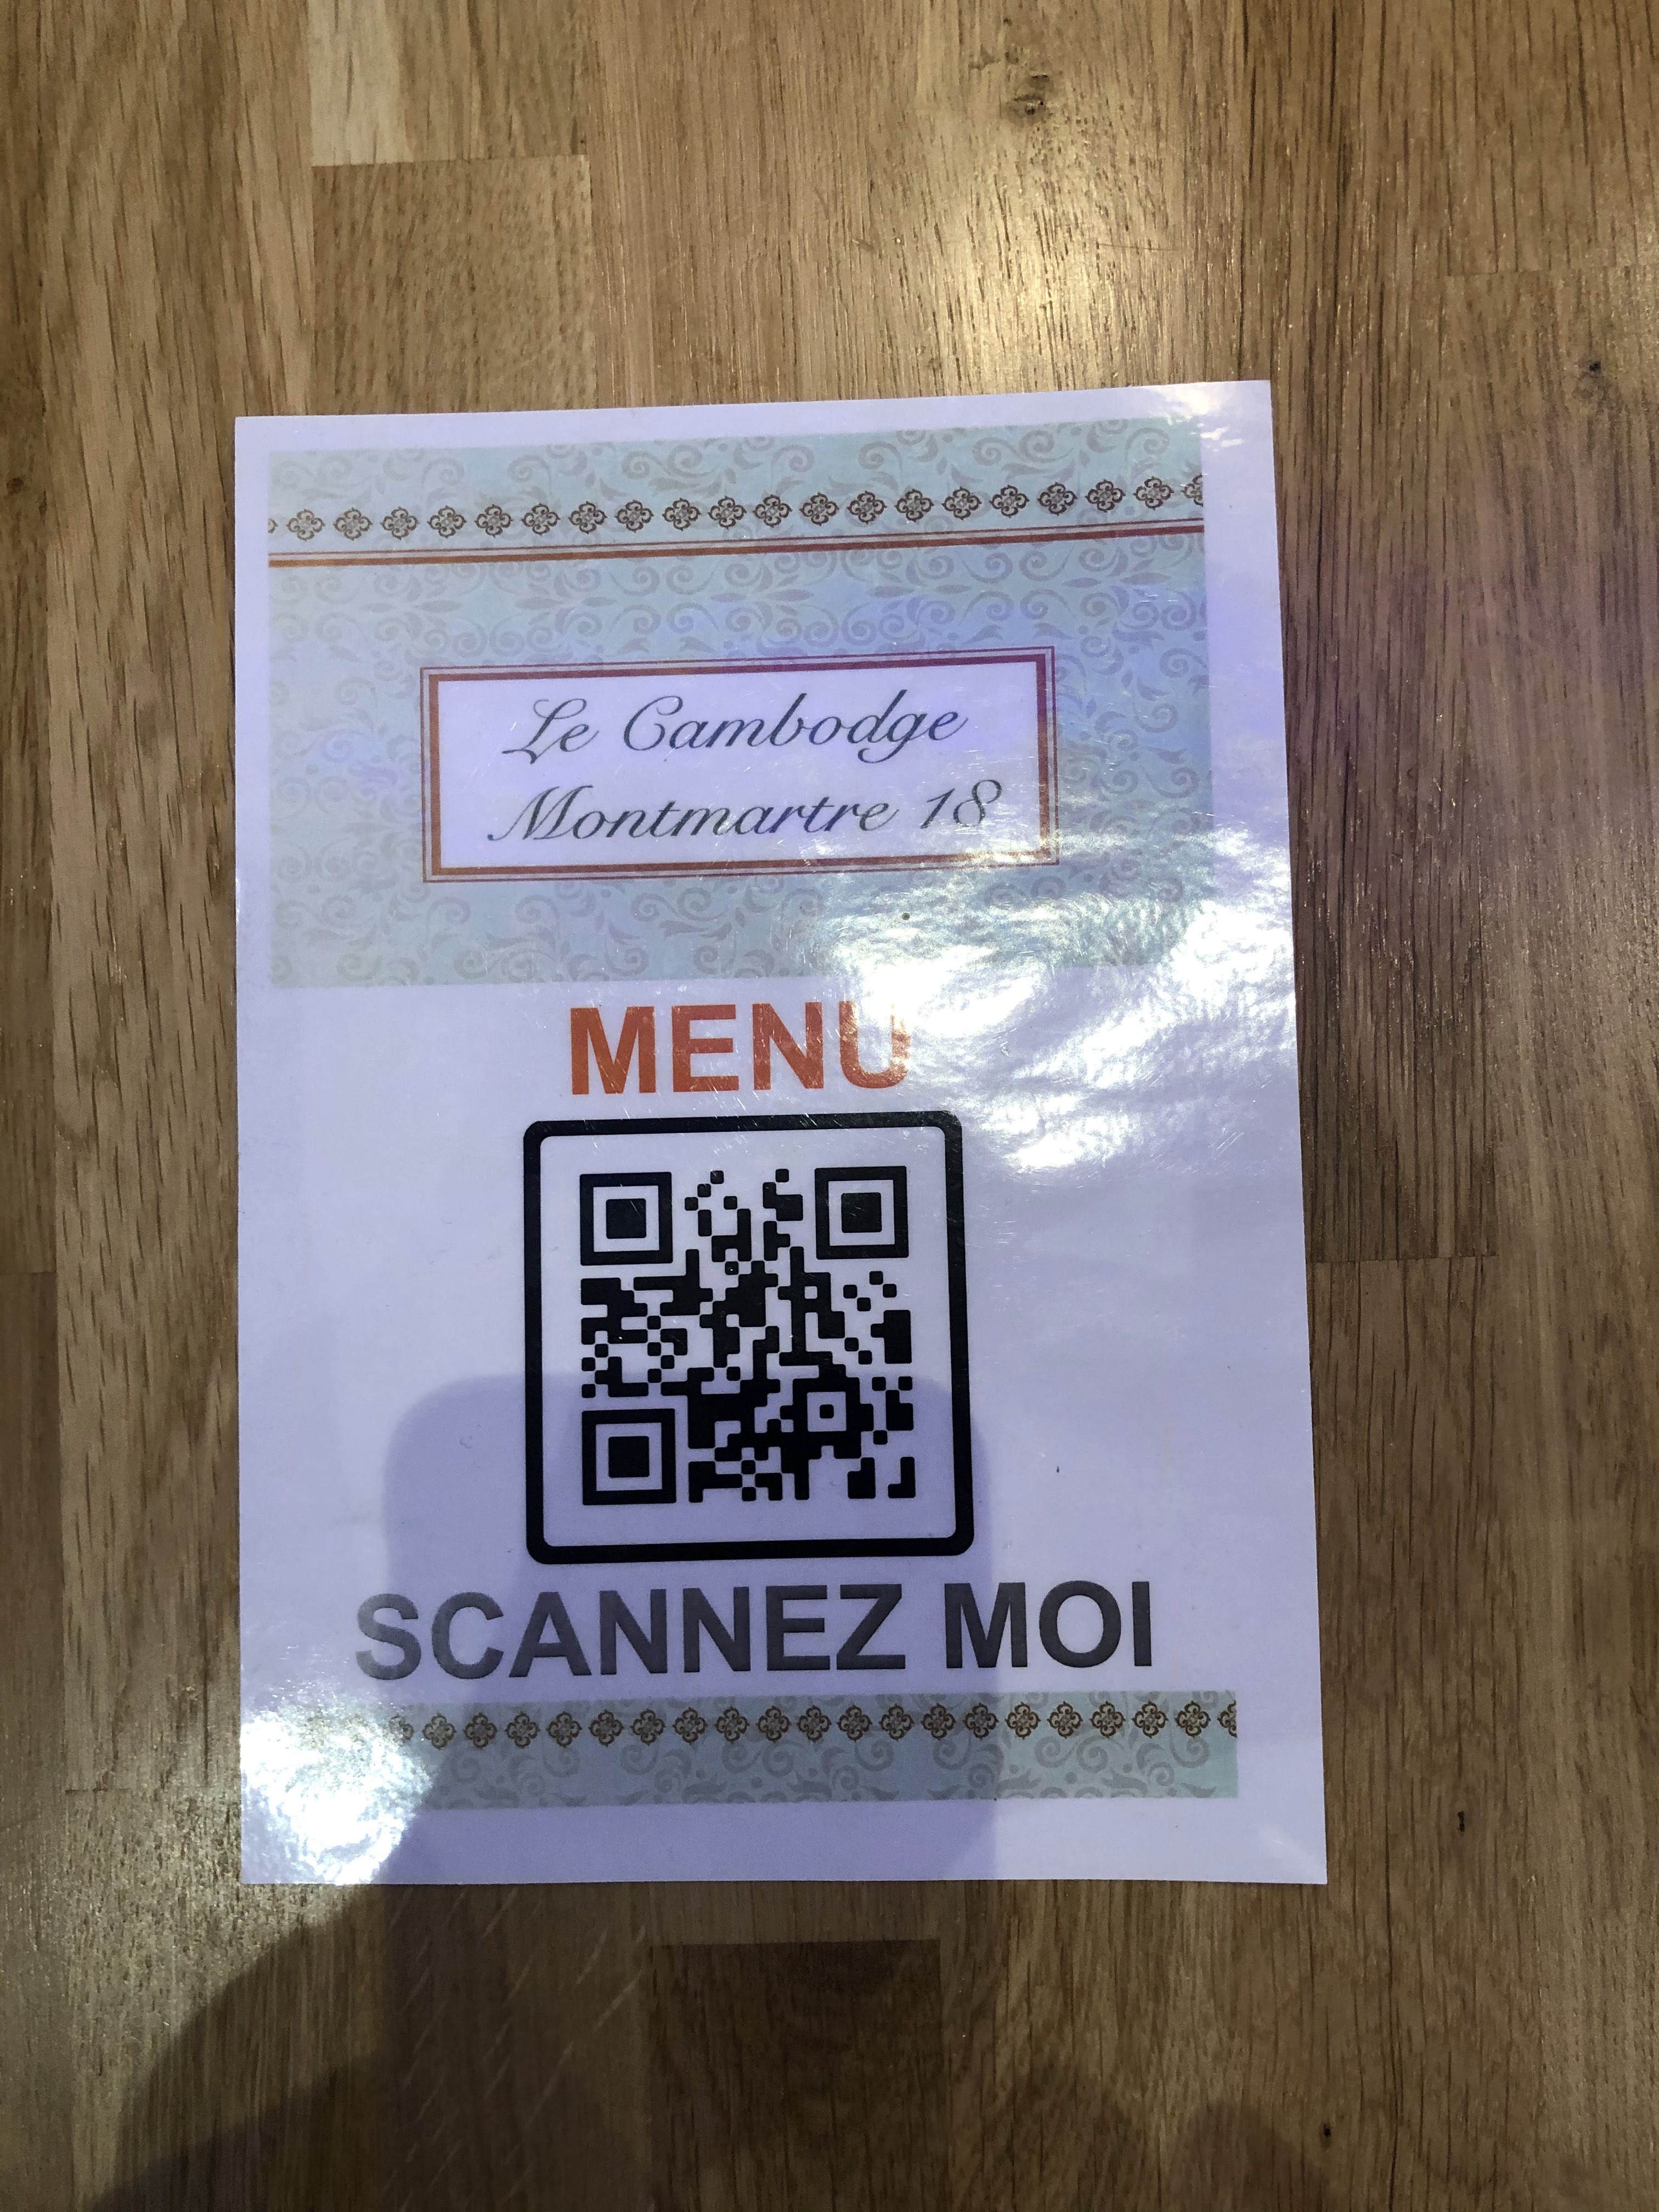 Le Cambodge
Montmartre 18
MENU
SCANNEZ MOI